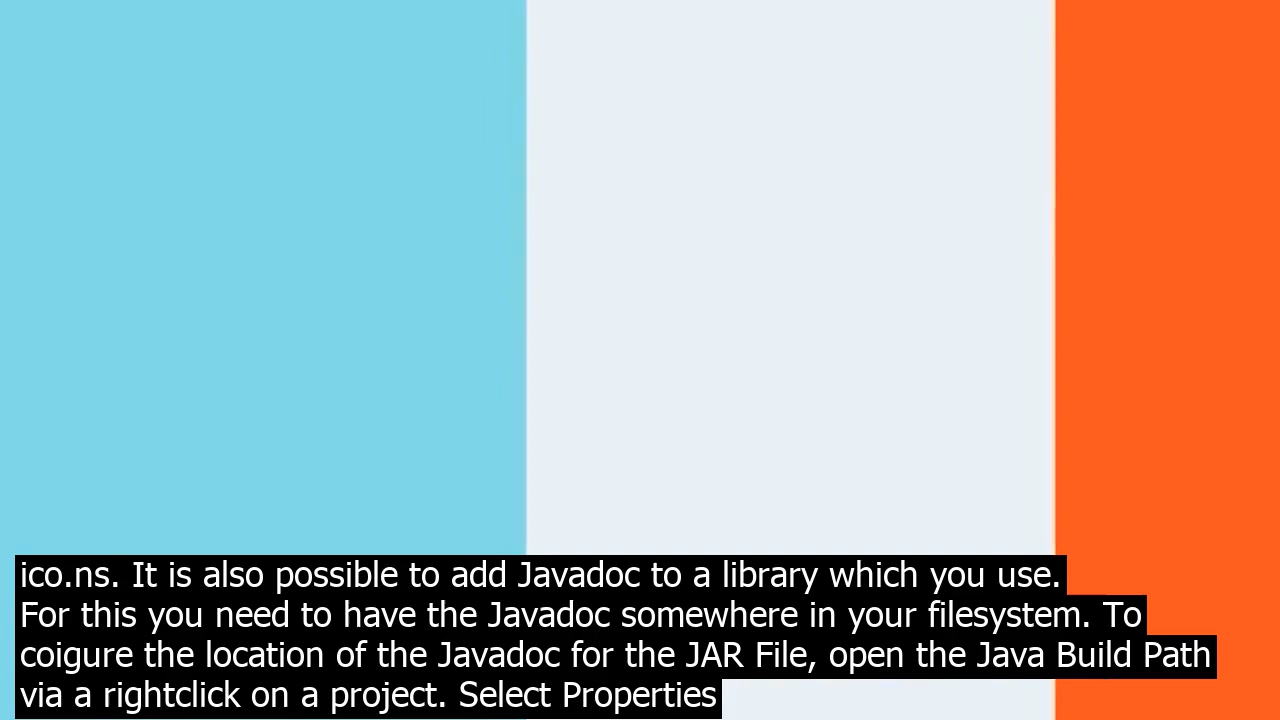 ico.ns. It is also possible to add Javadoc to a library which you use.
For this you need to have the Javadoc somewhere in your filesystem. To
coigure the location of the Javadoc for the JAR File, open the Java Build Path
via a rightclick on a project. Select Properties